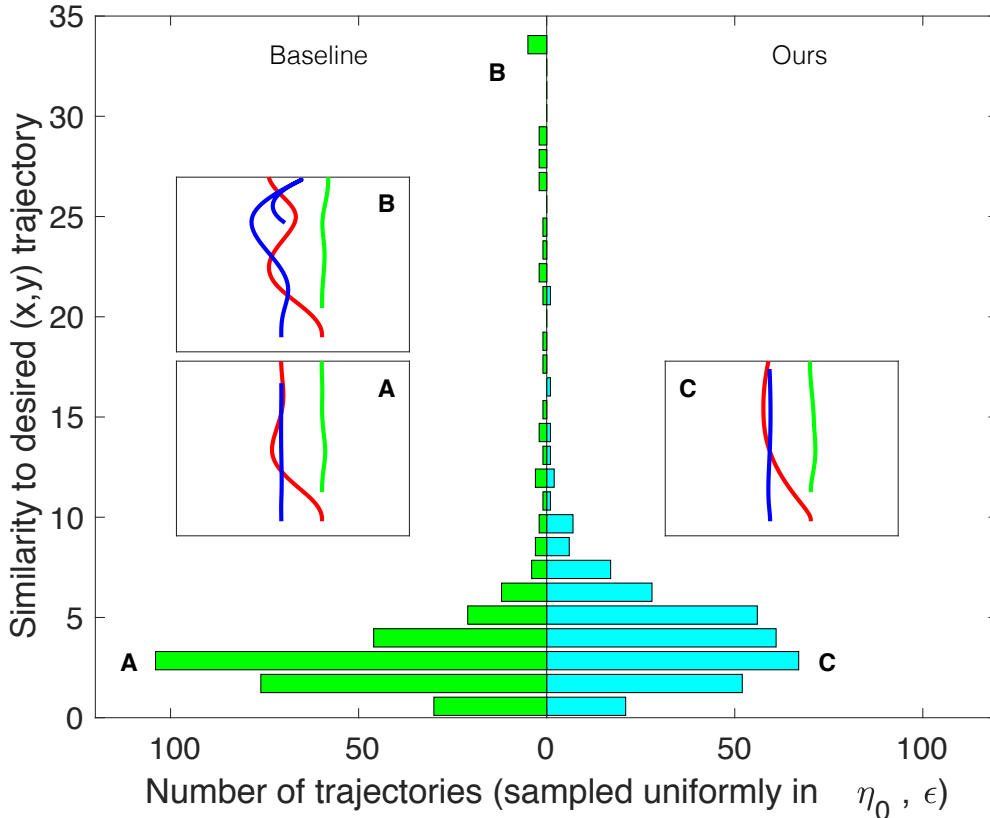 35
Baseline
Ours
B
30
B
25
20
A
C
15
10
5
A
C
0
100
50
0
50
100
Similarity to desired (x,y) trajectory
Number of trajectories (sampled uniformly in η₀ , ϵ)